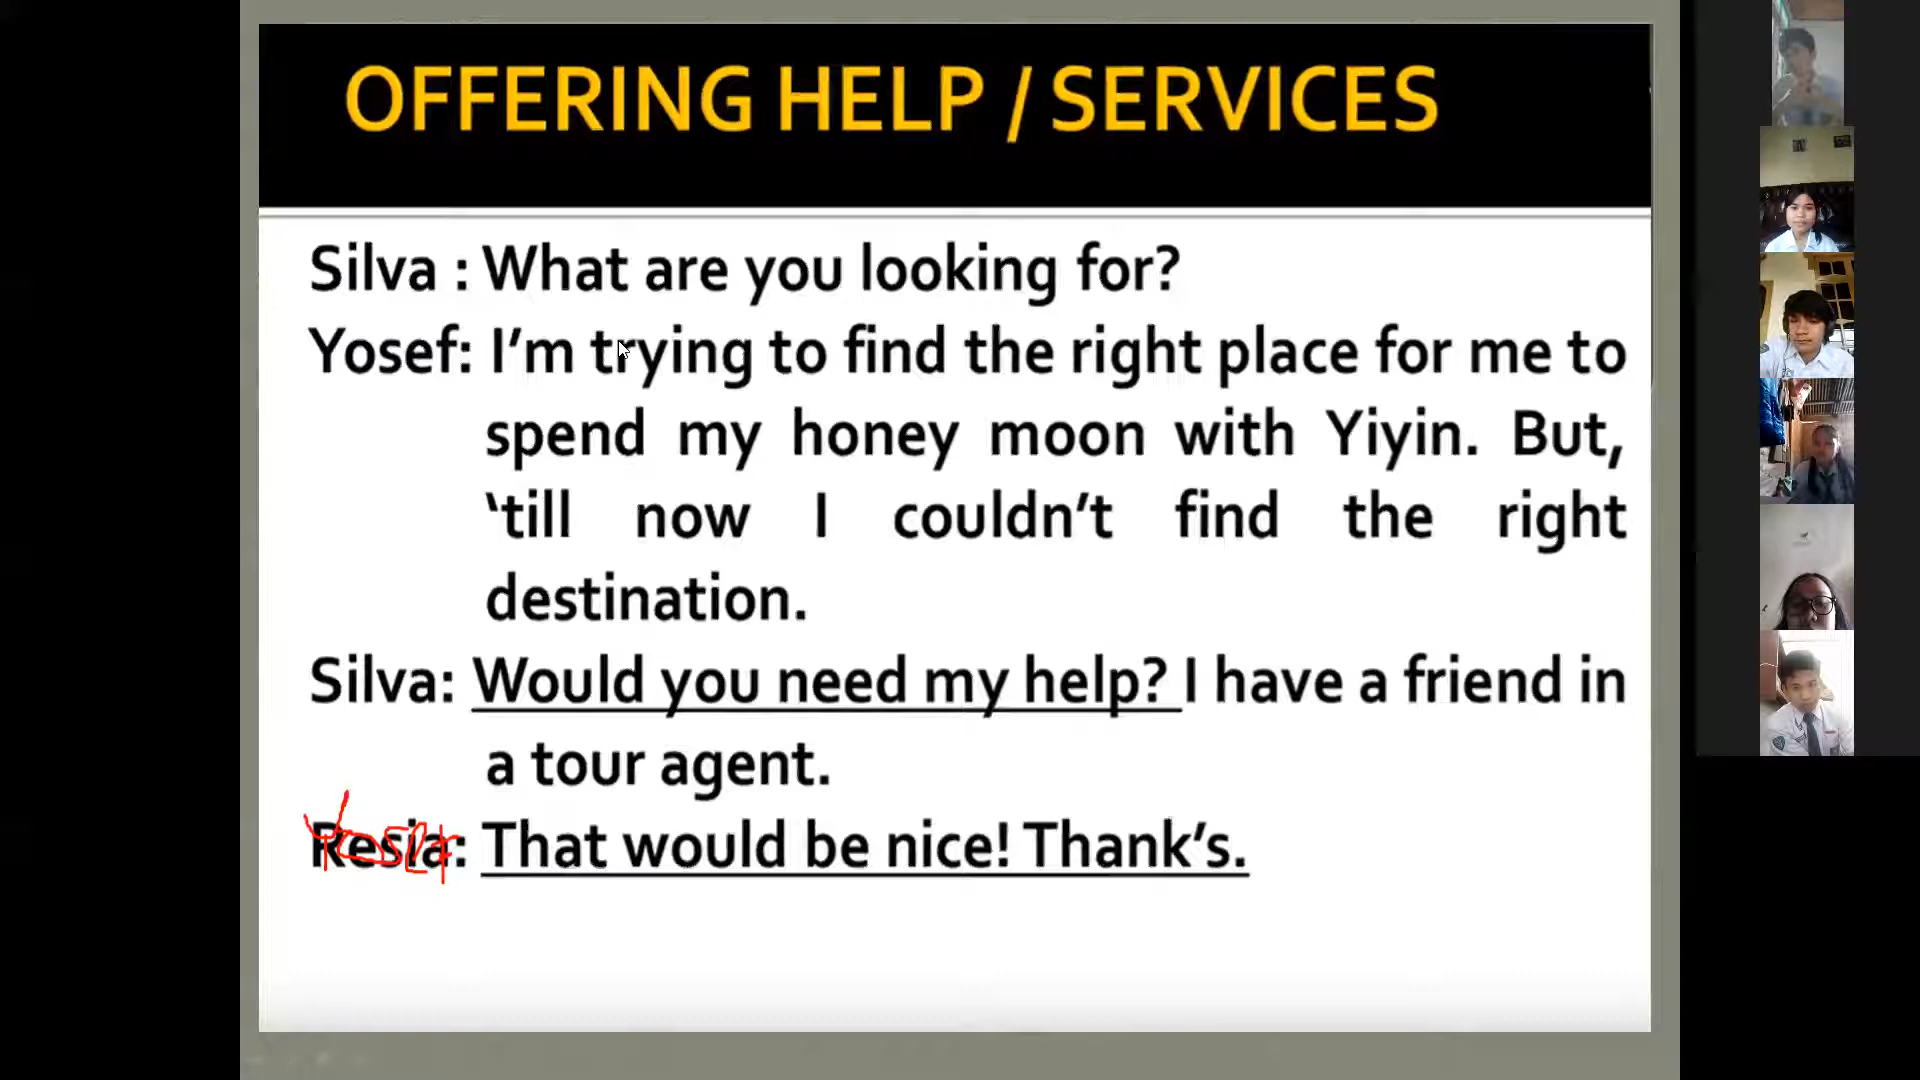 OFFERING HELP / SERVICES
Silva : What are you looking for?
Yosef: I'm trying to find the right place for me to
spend my honey moon with Yiyin. But,
‘till now I couldn't find the right
destination.
Silva: Would you need my help? I have a friend in
a tour agent.
Yosef
Resia: That would be nice! Thank's.